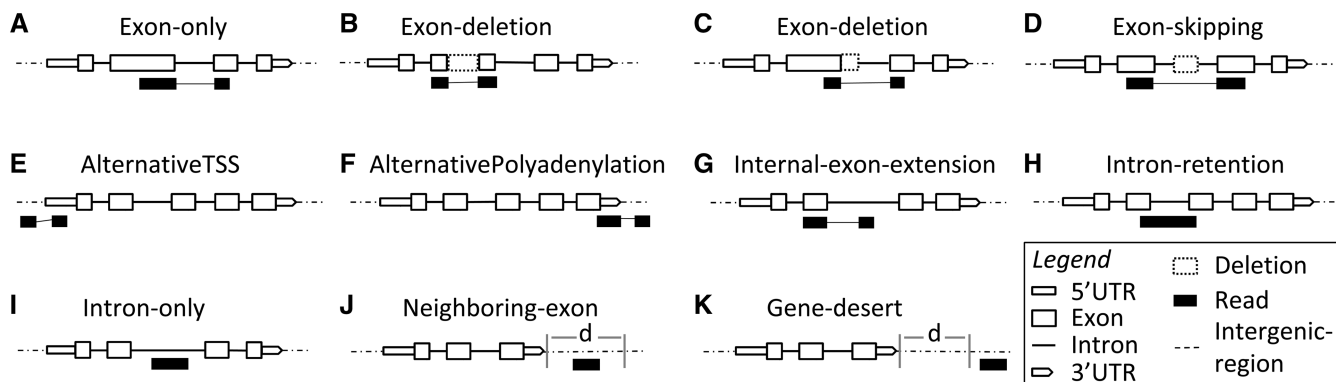 A Exon-only
B Exon-deletion
C Exon-deletion
D Exon-skipping
E AlternativeTSS
F AlternativePolyadenylation
G Internal-exon-extension
H Intron-retention
I Intron-only
J Neighboring-exon
d
K Gene-desert
d
Legend
5'UTR
Exon
Intron
3'UTR
Deletion
Read
Intergenic-
region